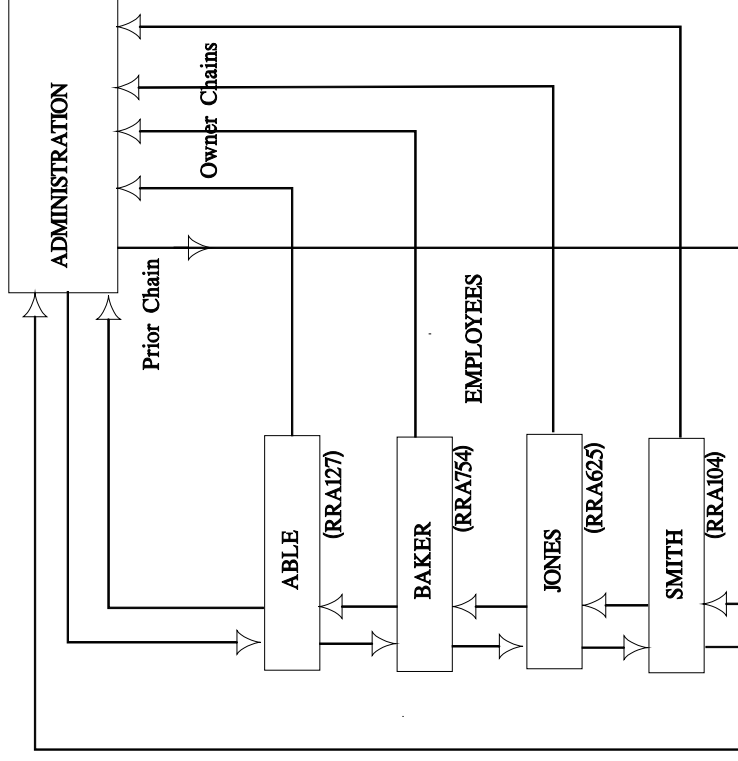 ADMINISTRATION
Owner Chains
Prior Chain
EMPLOYEES
ABLE
(RRA127)
BAKER
(RRA754)
JONES
(RRA625)
SMITH
(RRA104)